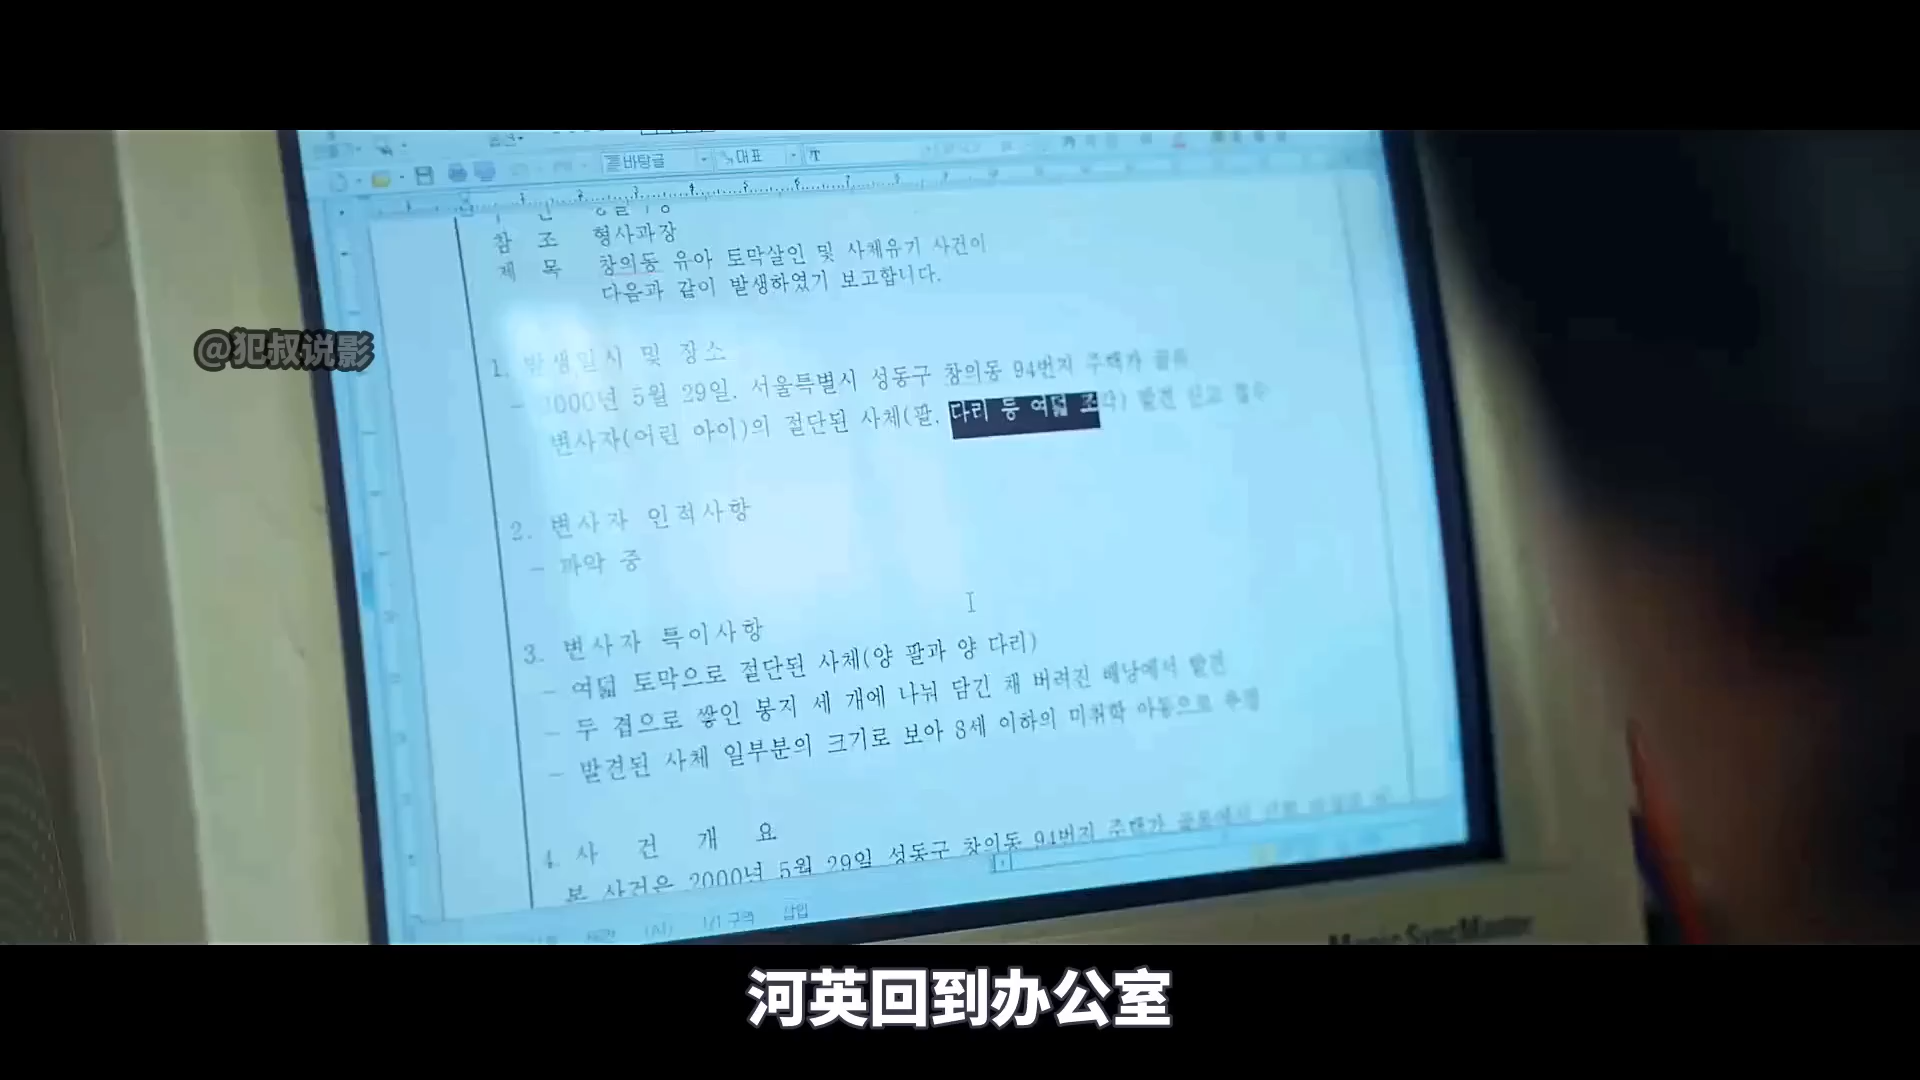 바탕글 대표
참 조 형사과장
제 목 창의동 유아 토막살인 및 사체유기 사건이
다음과 같이 발생하였기 보고합니다.
@犯叔说影
1. 발생일시 및 장소
- 2000년 5월 29일. 서울특별시 성동구 창의동 94번지 주택가 골목
변사자(어린 아이)의 절단된 사체(팔, 다리 등 여덟 조각) 발견 신고 접수
2. 변사자 인적사항
- 파악 중
3. 변사자 특이사항
- 여덟 토막으로 절단된 사체(양 팔과 양 다리)
- 두 겹으로 쌓인 봉지 세 개에 나눠 담긴 채 버려진 배낭에서 발견
- 발견된 사체 일부분의 크기로 보아 8세 이하의 미취학 아동으로 추정
4. 사 건 개 요
본 사건은 2000년 5월 29일 성동구 창의동 94번지 주택가
1/1 구역 삽입
Magic SyncMaster
河英回到办公室